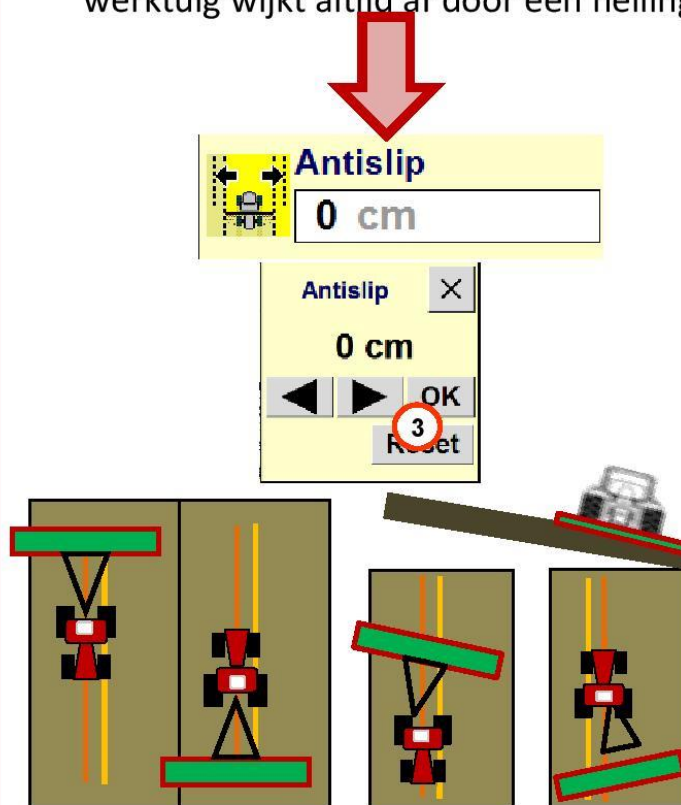 werktuig wijkt altijd af door een helling
Antislip
0 cm
Antislip
0 cm
OK
3
Reset